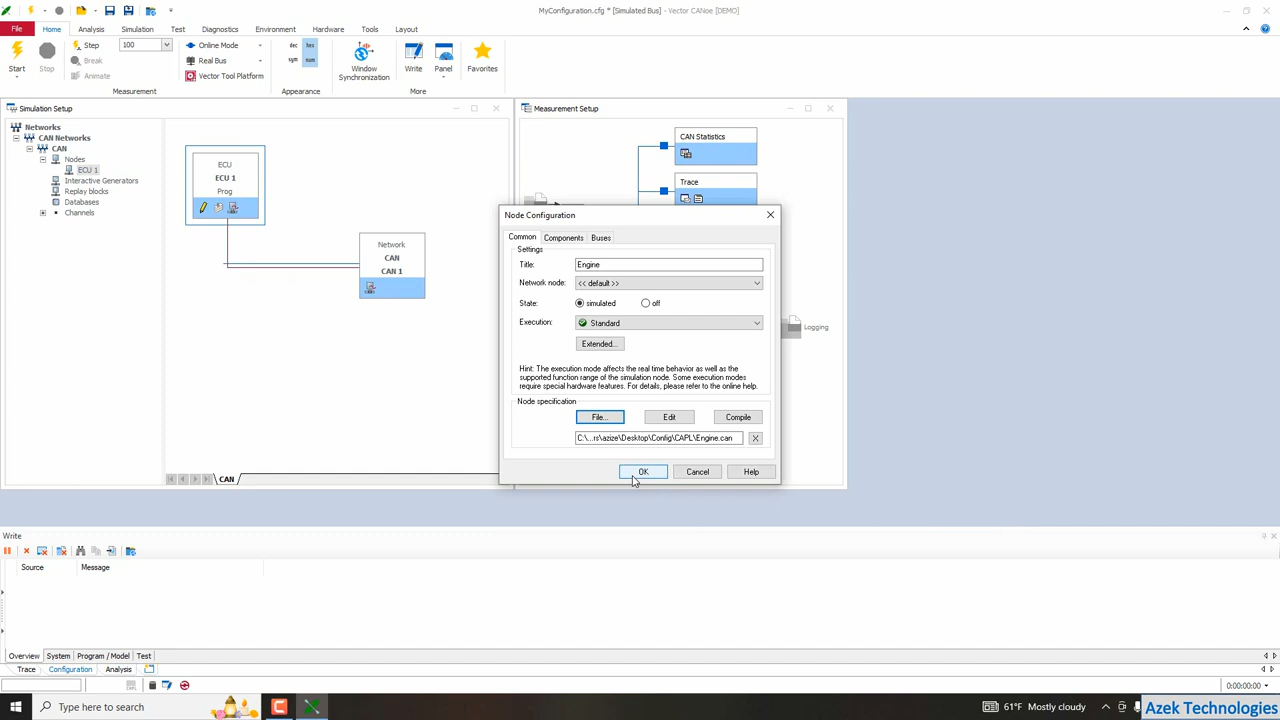 MyConfiguration.cfg * [Simulated Bus] - Vector CANoe [DEMO]
File Home Analysis Simulation Test Diagnostics Environment Hardware Tools Layout
Start
Stop
Step
100
Break
Animate
Online Mode
Real Bus
Vector Tool Platform
dec
hex
sym
num
Window
Synchronization
Write
Panel
Favorites
Measurement
Appearance
More
Simulation Setup
Networks
CAN Networks
CAN
Nodes
ECU 1
Interactive Generators
Replay blocks
Databases
Channels
ECU
ECU 1
Prog
Network
CAN
CAN 1
CAN
Measurement Setup
CAN Statistics
Trace
Logging
Node Configuration
Common Components Buses
Settings
Title: Engine
Network node: << default >>
State: simulated off
Execution: Standard
Extended...
Hint: The execution mode affects the real time behavior as well as the
supported function range of the simulation node. Some execution modes
require special hardware features. For details, please refer to the online help.
Node specification
File... Edit Compile
C:\...rs\azize\Desktop\Config\CAPL\Engine.can X
OK Cancel Help
Write
Source Message
Overview System Program / Model Test
Trace Configuration Analysis
0:00:00:00
Type here to search
61°F Mostly cloudy
Azek Technologies